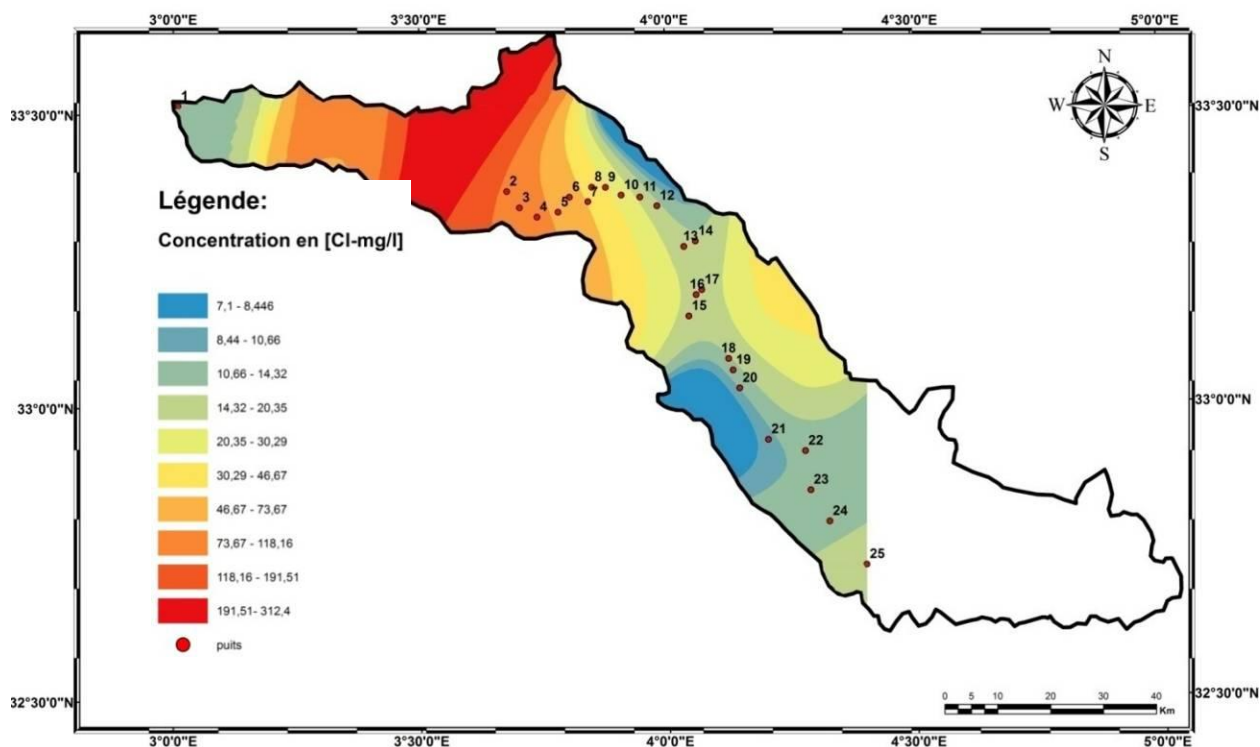 3°0'0"E 3°30'0"E 4°0'0"E 4°30'0"E 5°0'0"E
N
W E
S
33°30'0"N 33°30'0"N
1
2 3 4 5 6 7 8 9 10 11 12
13 14
15 16 17
18 19 20
21 22
23
24
25
Légende:
Concentration en [Cl-mg/l]
7,1 - 8,446
8,44 - 10,66
10,66 - 14,32
14,32 - 20,35
20,35 - 30,29
30,29 - 46,67
46,67 - 73,67
73,67 - 118,16
118,16 - 191,51
191,51- 312,4
puits
33°0'0"N 33°0'0"N
32°30'0"N 32°30'0"N
0 5 10 20 30 40
Km
3°0'0"E 3°30'0"E 4°0'0"E 4°30'0"E 5°0'0"E